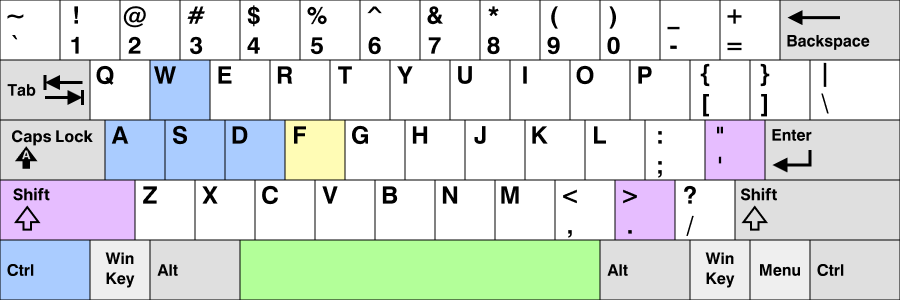 ~ ! @ # $ % ^ & * ( ) _ +
` 1 2 3 4 5 6 7 8 9 0 - = Backspace
Tab Q W E R T Y U I O P { } |
[ ] \
Caps Lock A S D F G H J K L : " Enter
A ; '
Shift Z X C V B N M < > ? Shift
, . /
Ctrl Win Key Alt Alt Win Key Menu Ctrl